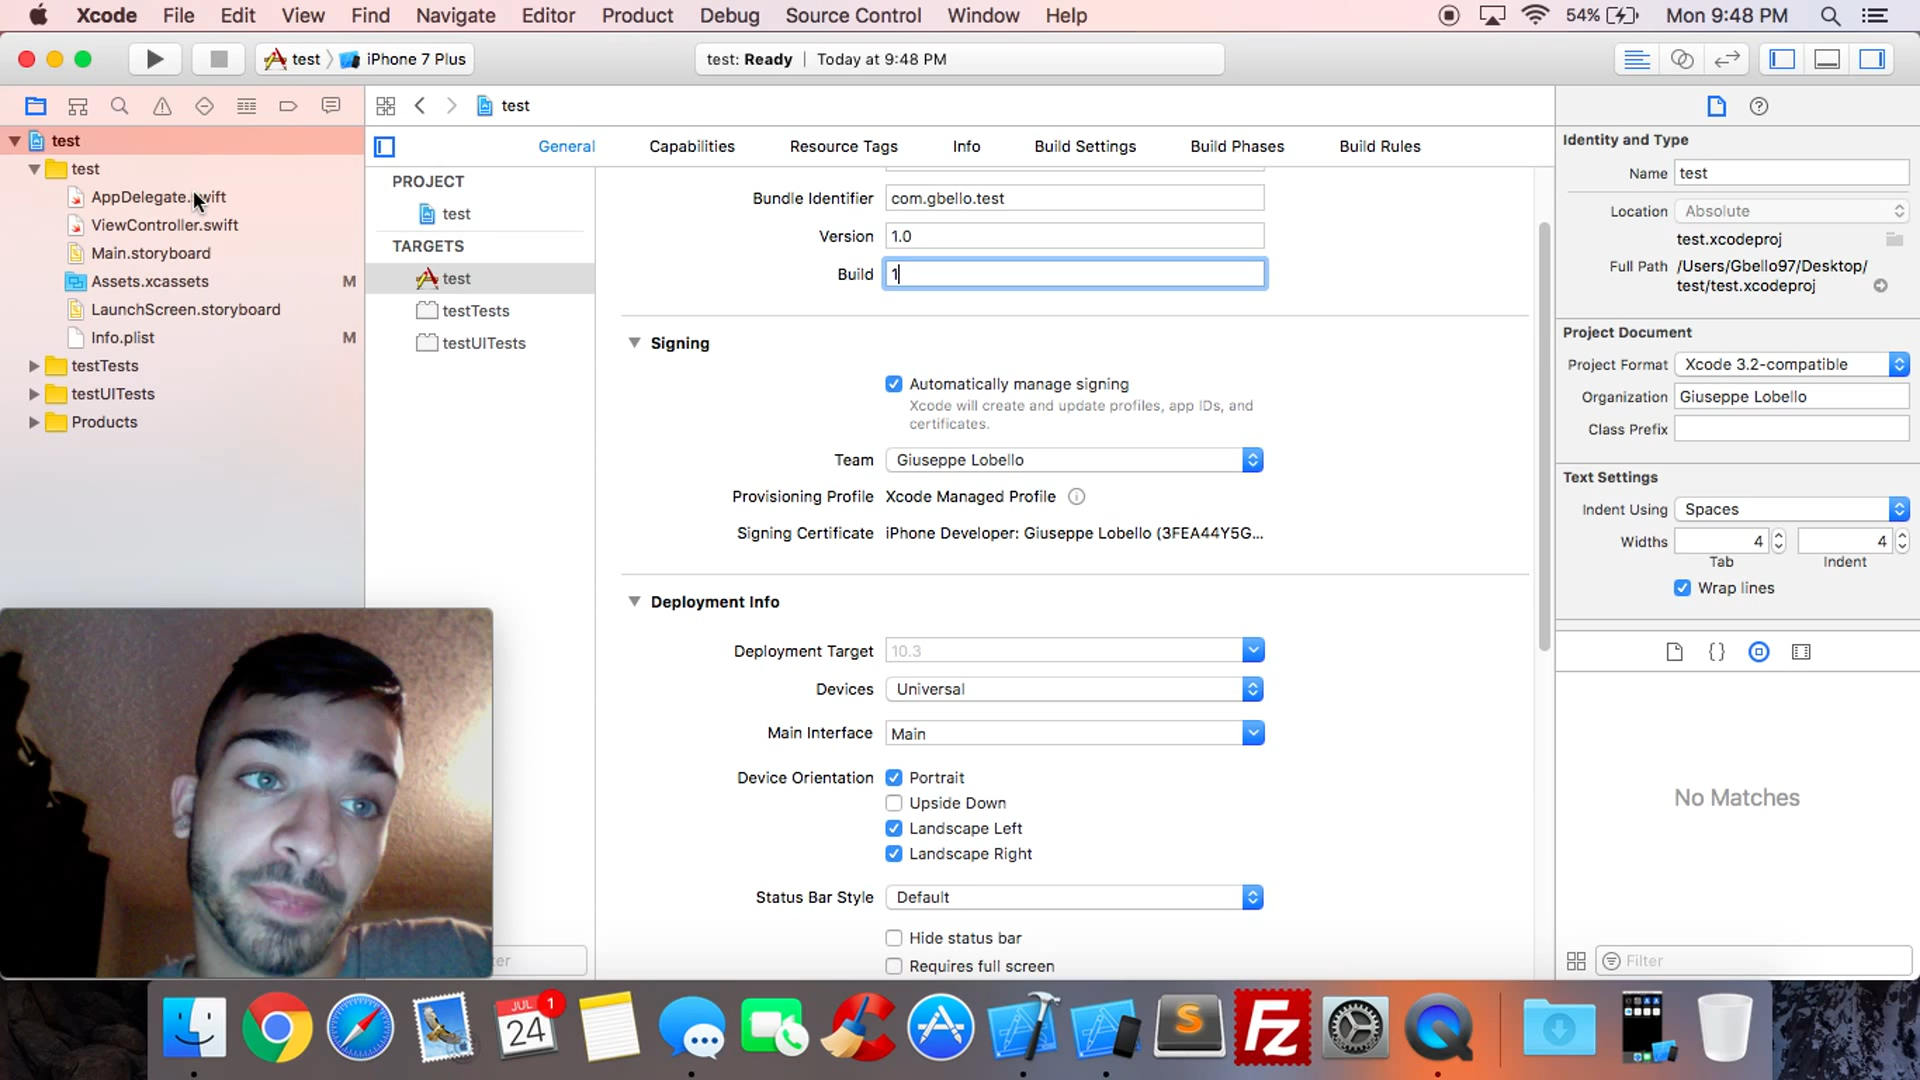 Xcode File Edit View Find Navigate Editor Product Debug Source Control Window Help 54% Mon 9:48 PM
test iPhone 7 Plus test: Ready | Today at 9:48 PM
test
test
test
AppDelegate.swift
ViewController.swift
Main.storyboard
Assets.xcassets M
LaunchScreen.storyboard
Info.plist M
testTests
testUITests
Products
General Capabilities Resource Tags Info Build Settings Build Phases Build Rules
PROJECT
test
TARGETS
test
testTests
testUITests
Bundle Identifier com.gbello.test
Version 1.0
Build 1
Signing
Automatically manage signing
Xcode will create and update profiles, app IDs, and
certificates.
Team Giuseppe Lobello
Provisioning Profile Xcode Managed Profile
Signing Certificate iPhone Developer: Giuseppe Lobello (3FEA44Y5G...
Deployment Info
Deployment Target 10.3
Devices Universal
Main Interface Main
Device Orientation Portrait
Upside Down
Landscape Left
Landscape Right
Status Bar Style Default
Hide status bar
Requires full screen
Identity and Type
Name test
Location Absolute
test.xcodeproj
Full Path /Users/Gbello97/Desktop/
test/test.xcodeproj
Project Document
Project Format Xcode 3.2-compatible
Organization Giuseppe Lobello
Class Prefix
Text Settings
Indent Using Spaces
Widths 4 4
Tab Indent
Wrap lines
No Matches
Filter
JUL 1
24
S
Fz